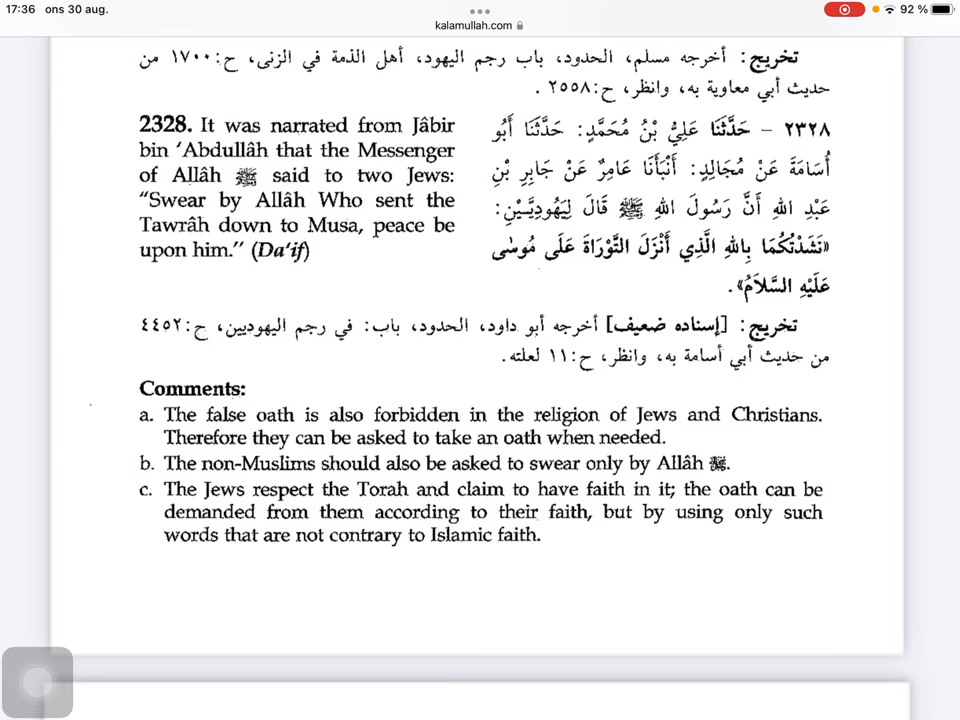 17:36 ons 30 aug.
92 %
kalamullah.com
تخريج: أخرجه مسلم، الحدود، باب رجم اليهود، أهل الذمة في الزنى، ح:١٧٠٠ من
حديث أبي معاوية به، وانظر، ح:٢٥٥٨ .
2328. It was narrated from Jâbir
bin ‘Abdullâh that the Messenger
of Allâh ﷺ said to two Jews:
“Swear by Allâh Who sent the
Tawrâh down to Musa, peace be
upon him.” (Da‘if)
٢٣٢٨ – حَدَّثَنَا عَلِيُّ بْنُ مُحَمَّدٍ: حَدَّثَنَا أَبُو
أُسَامَةَ عَنْ مُجَالِدٍ: أَنْبَأَنَا عَامِرٌ عَنْ جَابِرِ بْنِ
عَبْدِ اللهِ أَنَّ رَسُولَ اللهِ ﷺ قَالَ لِيَهُودِيَّيْنِ:
«نَشَدْتُكُمَا بِاللهِ الَّذِي أَنْزَلَ التَّوْرَاةَ عَلَى مُوسَى
عَلَيْهِ السَّلَامُ».
تخريج: [إسناده ضعيف] أخرجه أبو داود، الحدود، باب: في رجم اليهوديين، ح:٤٤٥٢
من حديث أبي أسامة به، وانظر، ح:١١ لعلته.
Comments:
a. The false oath is also forbidden in the religion of Jews and Christians.
Therefore they can be asked to take an oath when needed.
b. The non-Muslims should also be asked to swear only by Allâh ﷻ.
c. The Jews respect the Torah and claim to have faith in it; the oath can be
demanded from them according to their faith, but by using only such
words that are not contrary to Islamic faith.